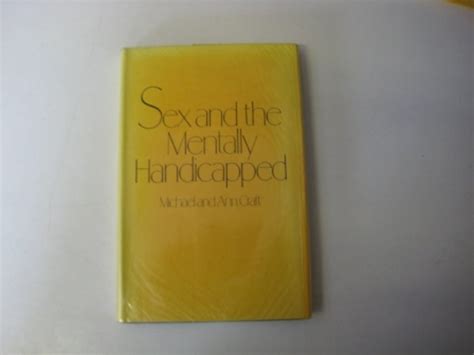 Sex and the
Mentally
Handicapped
Michael and Ann Craft